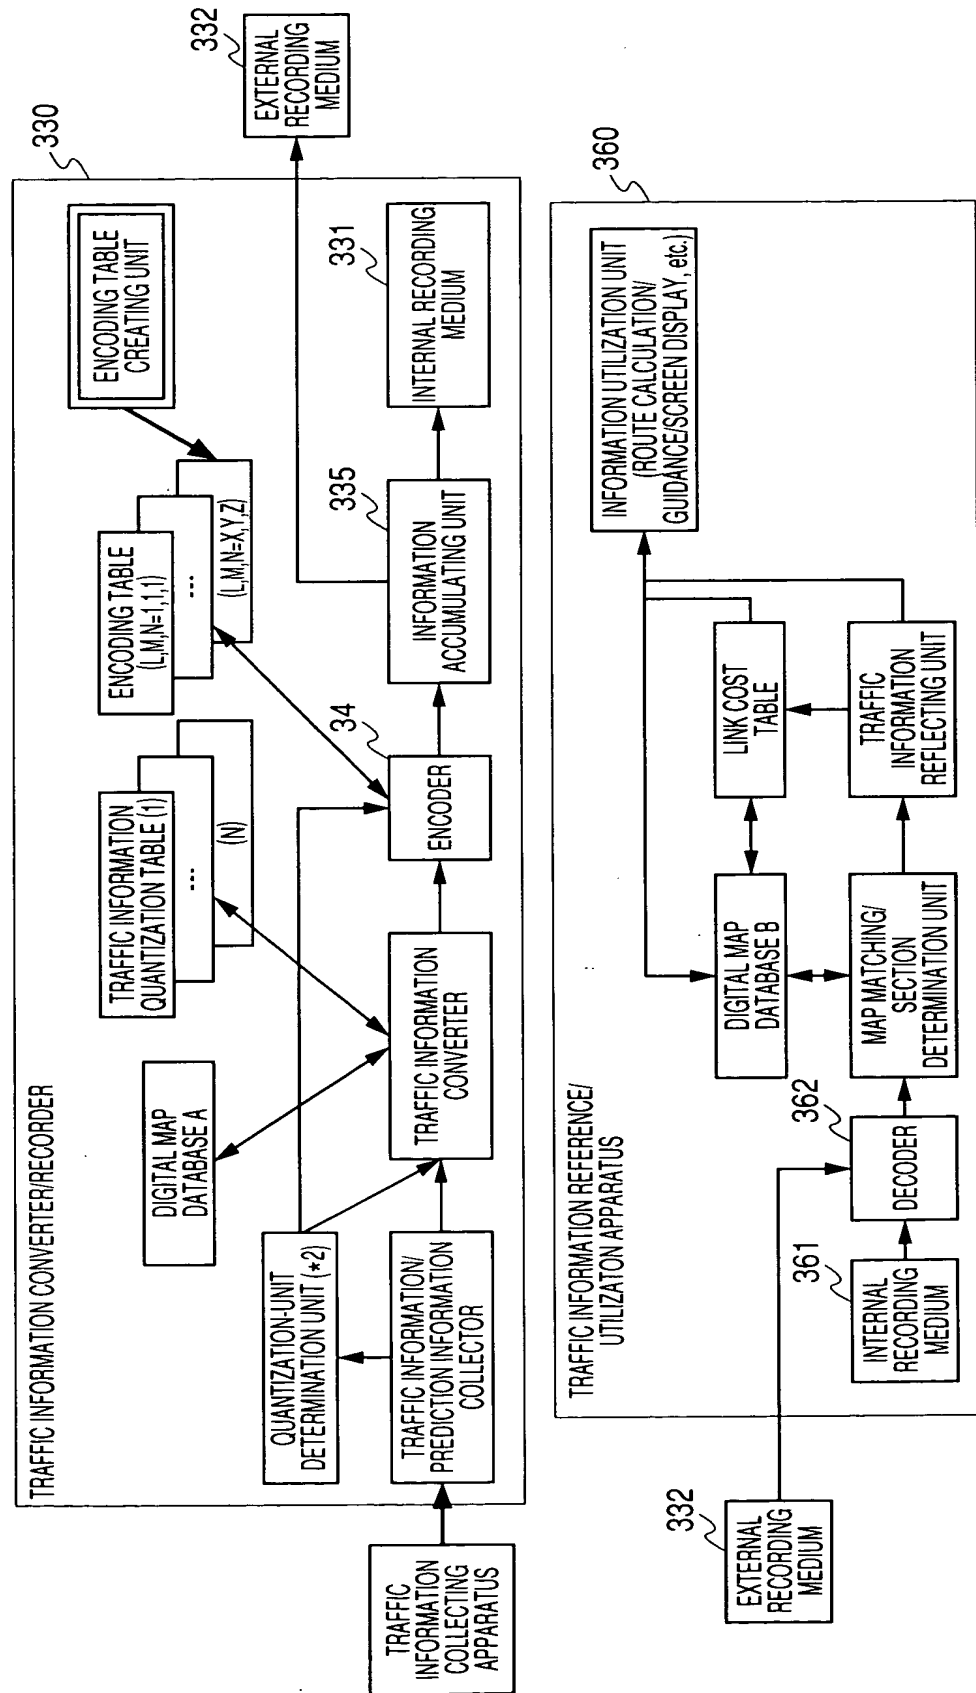 TRAFFIC INFORMATION CONVERTER/RECORDER
330
TRAFFIC
INFORMATION
COLLECTING
APPARATUS
QUANTIZATION-UNIT
DETERMINATION UNIT (*2)
TRAFFIC INFORMATION/
PREDICTION INFORMATION
COLLECTOR
DIGITAL MAP
DATABASE A
TRAFFIC INFORMATION
CONVERTER
TRAFFIC INFORMATION
QUANTIZATION TABLE (1)
...
(N)
34
ENCODER
ENCODING TABLE
(L,M,N=1,1,1)
...
(L,M,N=X,Y,Z)
ENCODING TABLE
CREATING UNIT
335
INFORMATION
ACCUMULATING UNIT
331
INTERNAL RECORDING
MEDIUM
332
EXTERNAL
RECORDING
MEDIUM
TRAFFIC INFORMATION REFERENCE/
UTILIZATON APPARATUS
360
332
EXTERNAL
RECORDING
MEDIUM
361
INTERNAL
RECORDING
MEDIUM
362
DECODER
DIGITAL MAP
DATABASE B
MAP MATCHING/
SECTION
DETERMINATION UNIT
LINK COST
TABLE
TRAFFIC
INFORMATION
REFLECTING UNIT
INFORMATION UTILIZATION UNIT
(ROUTE CALCULATION/
GUIDANCE/SCREEN DISPLAY, etc.)